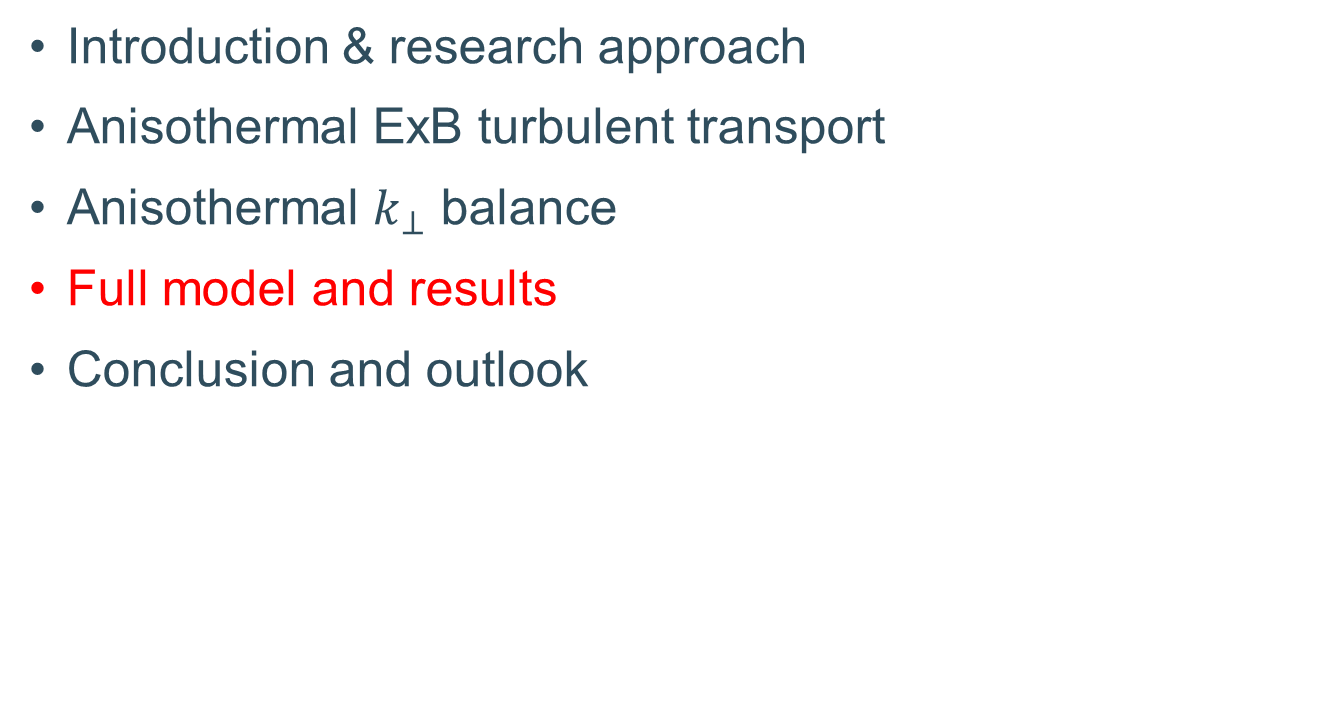 • Introduction & research approach
• Anisothermal ExB turbulent transport
• Anisothermal k⊥ balance
• Full model and results
• Conclusion and outlook